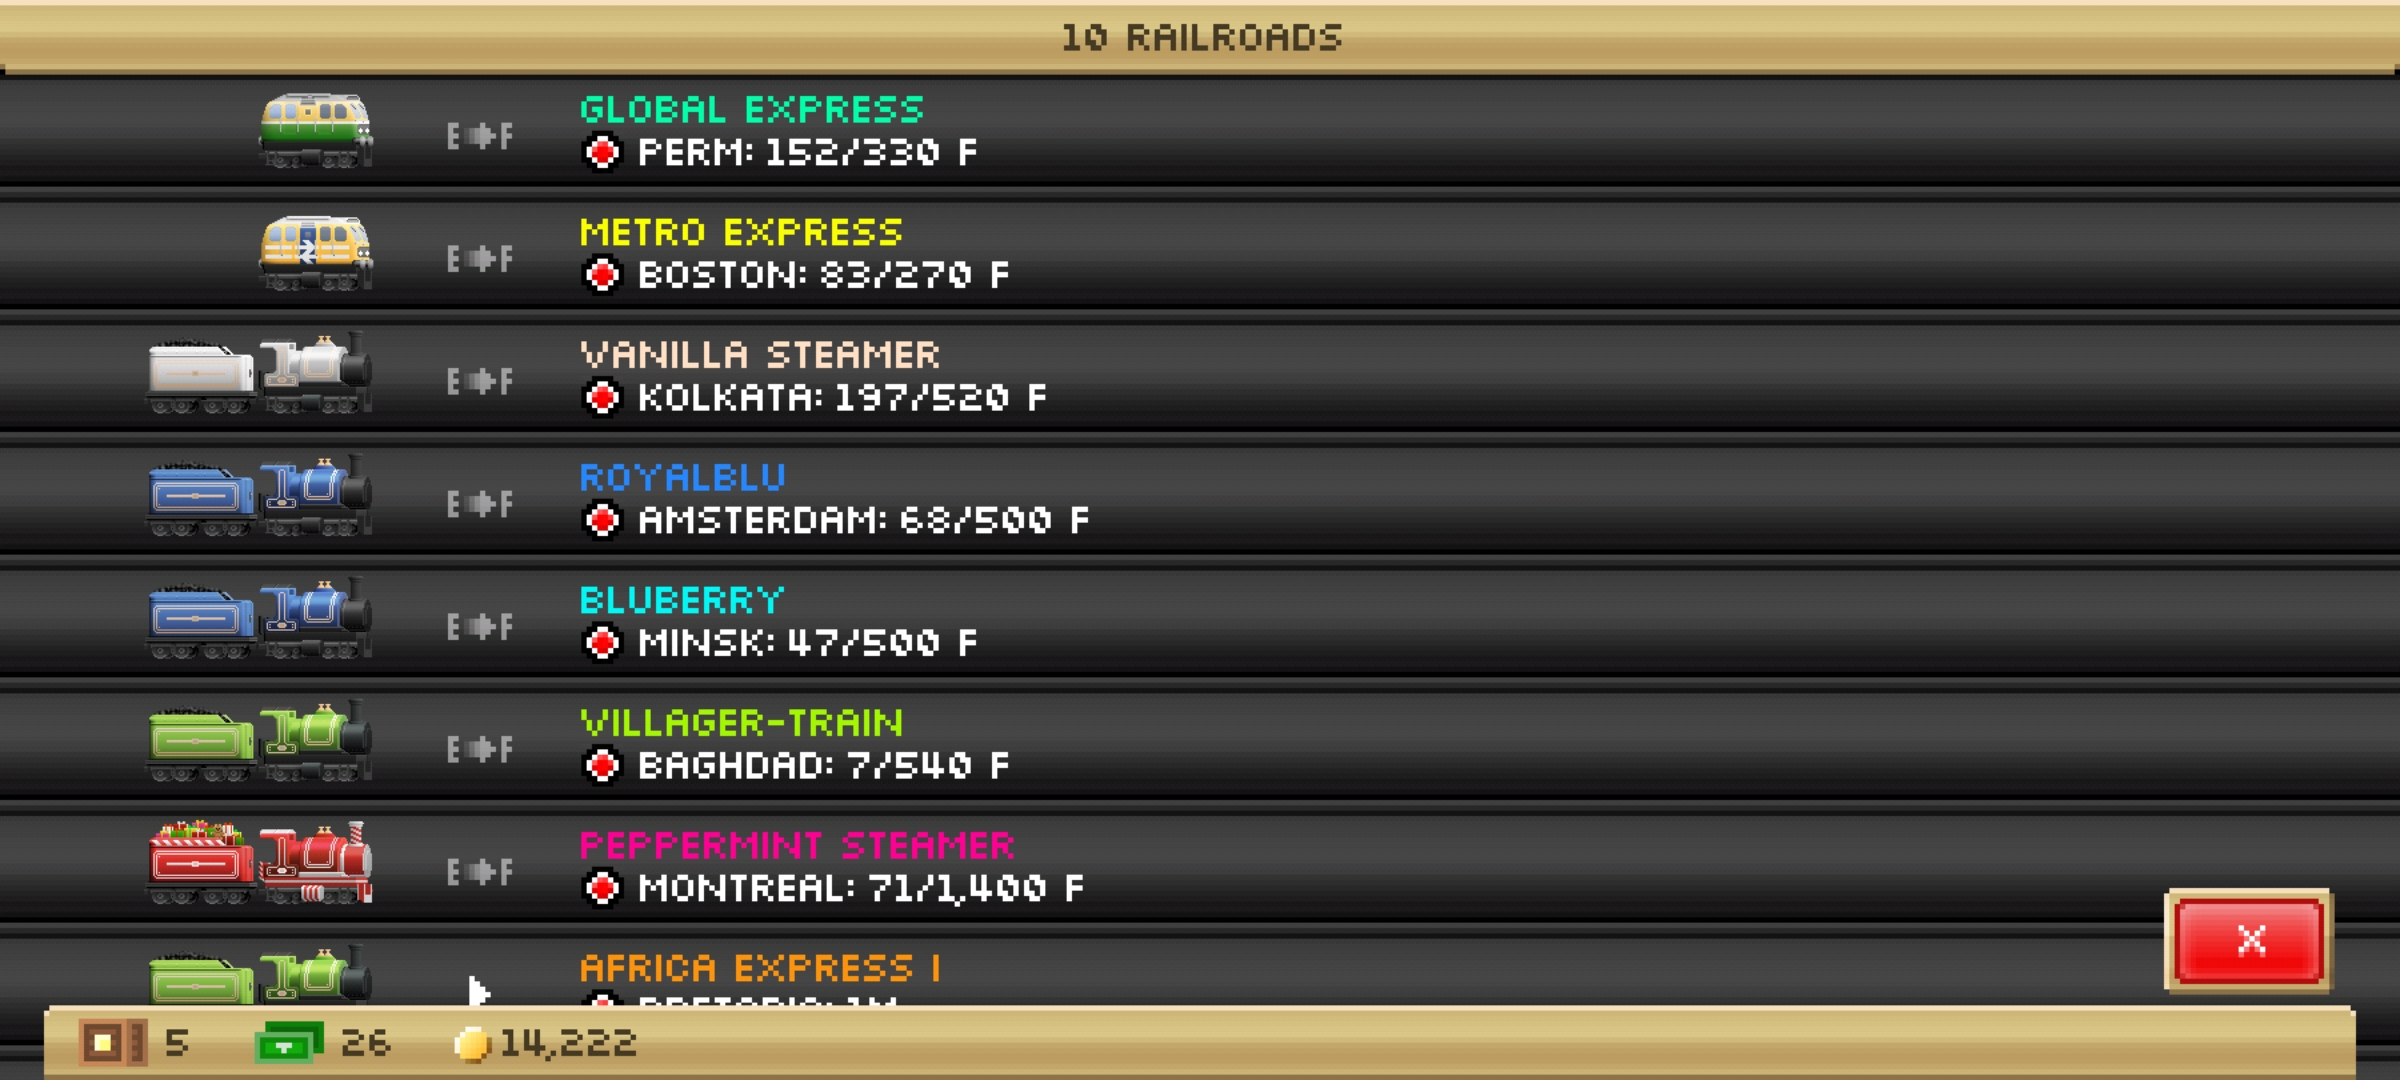 10 RAILROADS
E F
GLOBAL EXPRESS
PERM: 152/330 F
E F
METRO EXPRESS
BOSTON: 83/270 F
E F
VANILLA STEAMER
KOLKATA: 197/520 F
E F
ROYALBLU
AMSTERDAM: 68/500 F
E F
BLUBERRY
MINSK: 47/500 F
E F
VILLAGER-TRAIN
BAGHDAD: 7/540 F
E F
PEPPERMINT STEAMER
MONTREAL: 71/1,400 F
AFRICA EXPRESS I
X
5 26 14,222